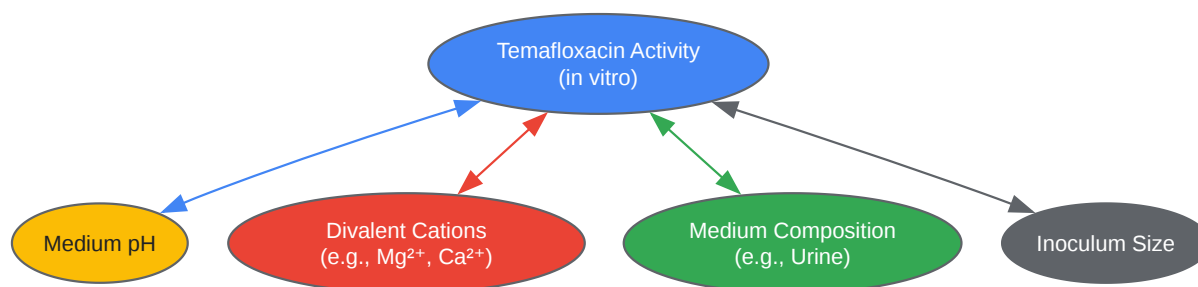 Temafloxacin Activity
(in vitro)
Medium pH
Divalent Cations
(e.g., Mg²⁺, Ca²⁺)
Medium Composition
(e.g., Urine)
Inoculum Size